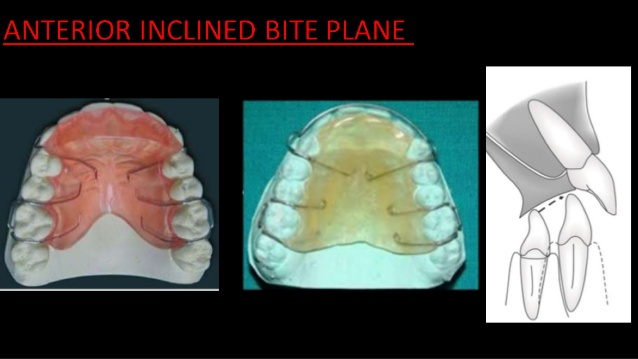 ANTERIOR INCLINED BITE PLANE